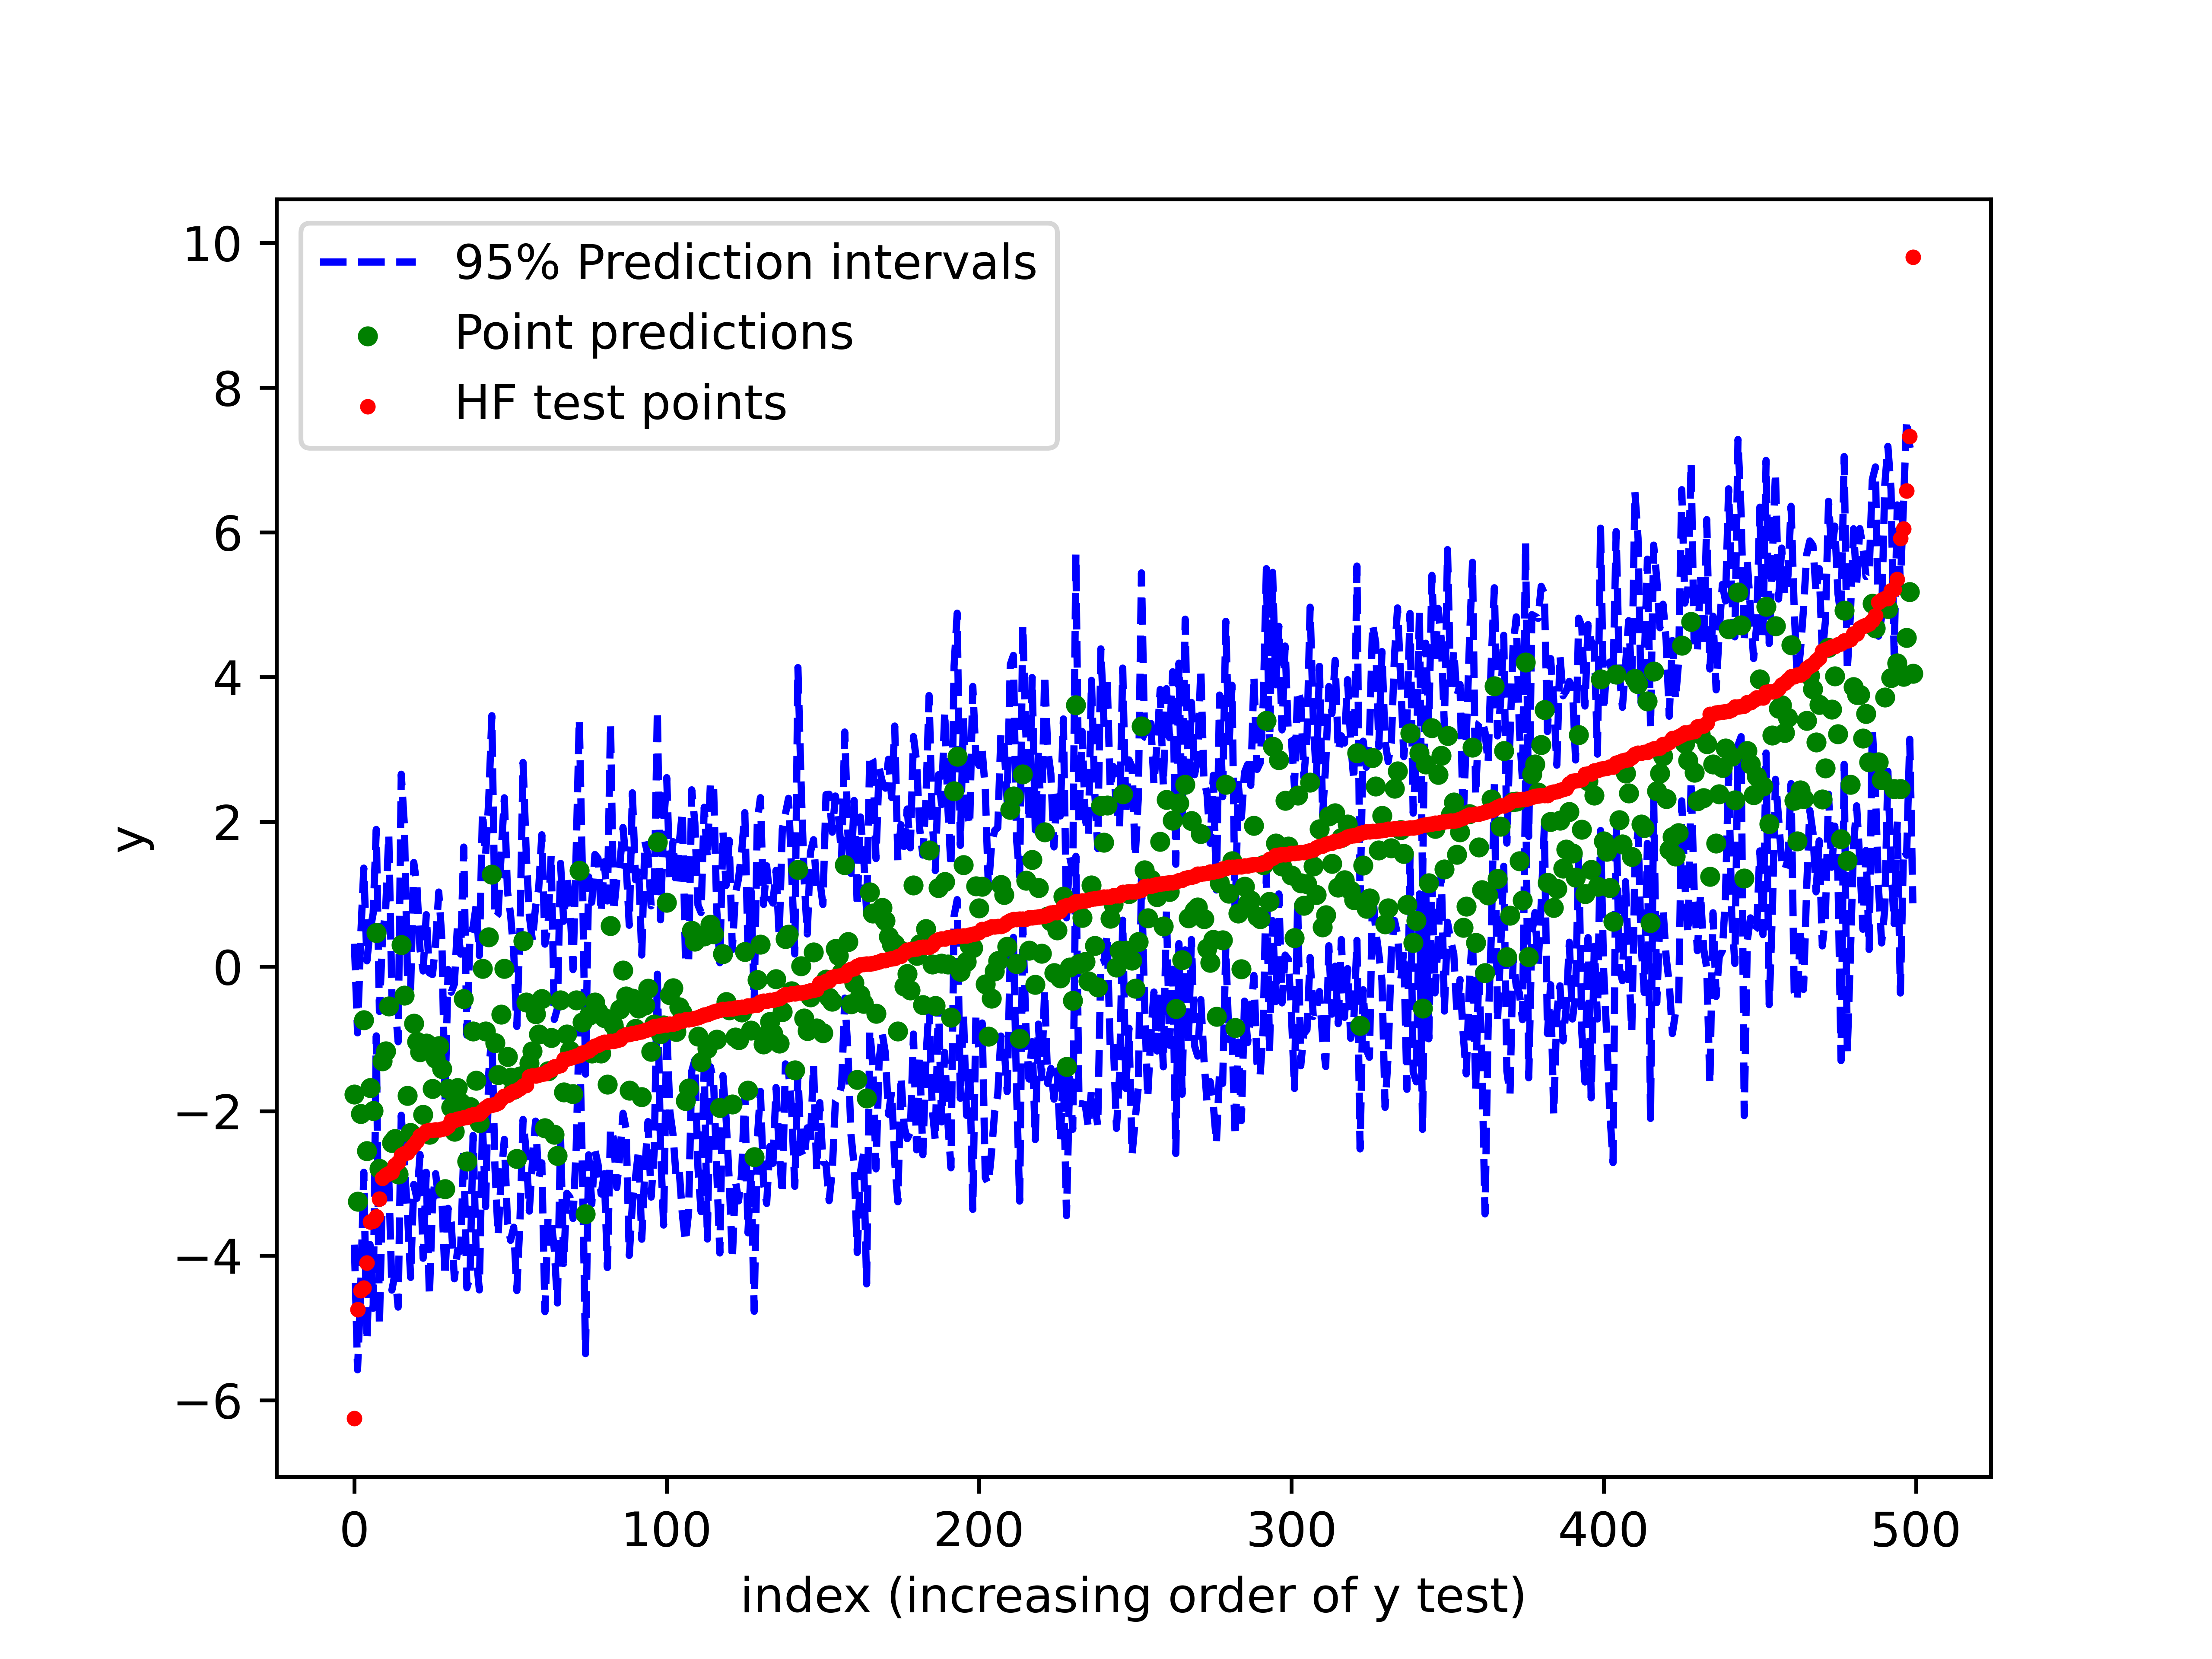 10
8
6
4
2
0
−2
−4
−6
y
95% Prediction intervals
Point predictions
HF test points
0 100 200 300 400 500
index (increasing order of y test)